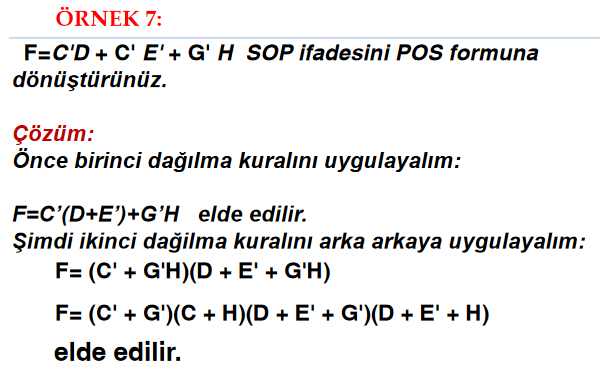 ÖRNEK 7:
F=C'D + C' E' + G' H SOP ifadesini POS formuna
dönüştürünüz.
Çözüm:
Önce birinci dağılma kuralını uygulayalım:
F=C’(D+E’)+G’H elde edilir.
Şimdi ikinci dağilma kuralını arka arkaya uygulayalım:
F= (C' + G'H)(D + E' + G'H)
F= (C' + G')(C + H)(D + E' + G')(D + E' + H)
elde edilir.